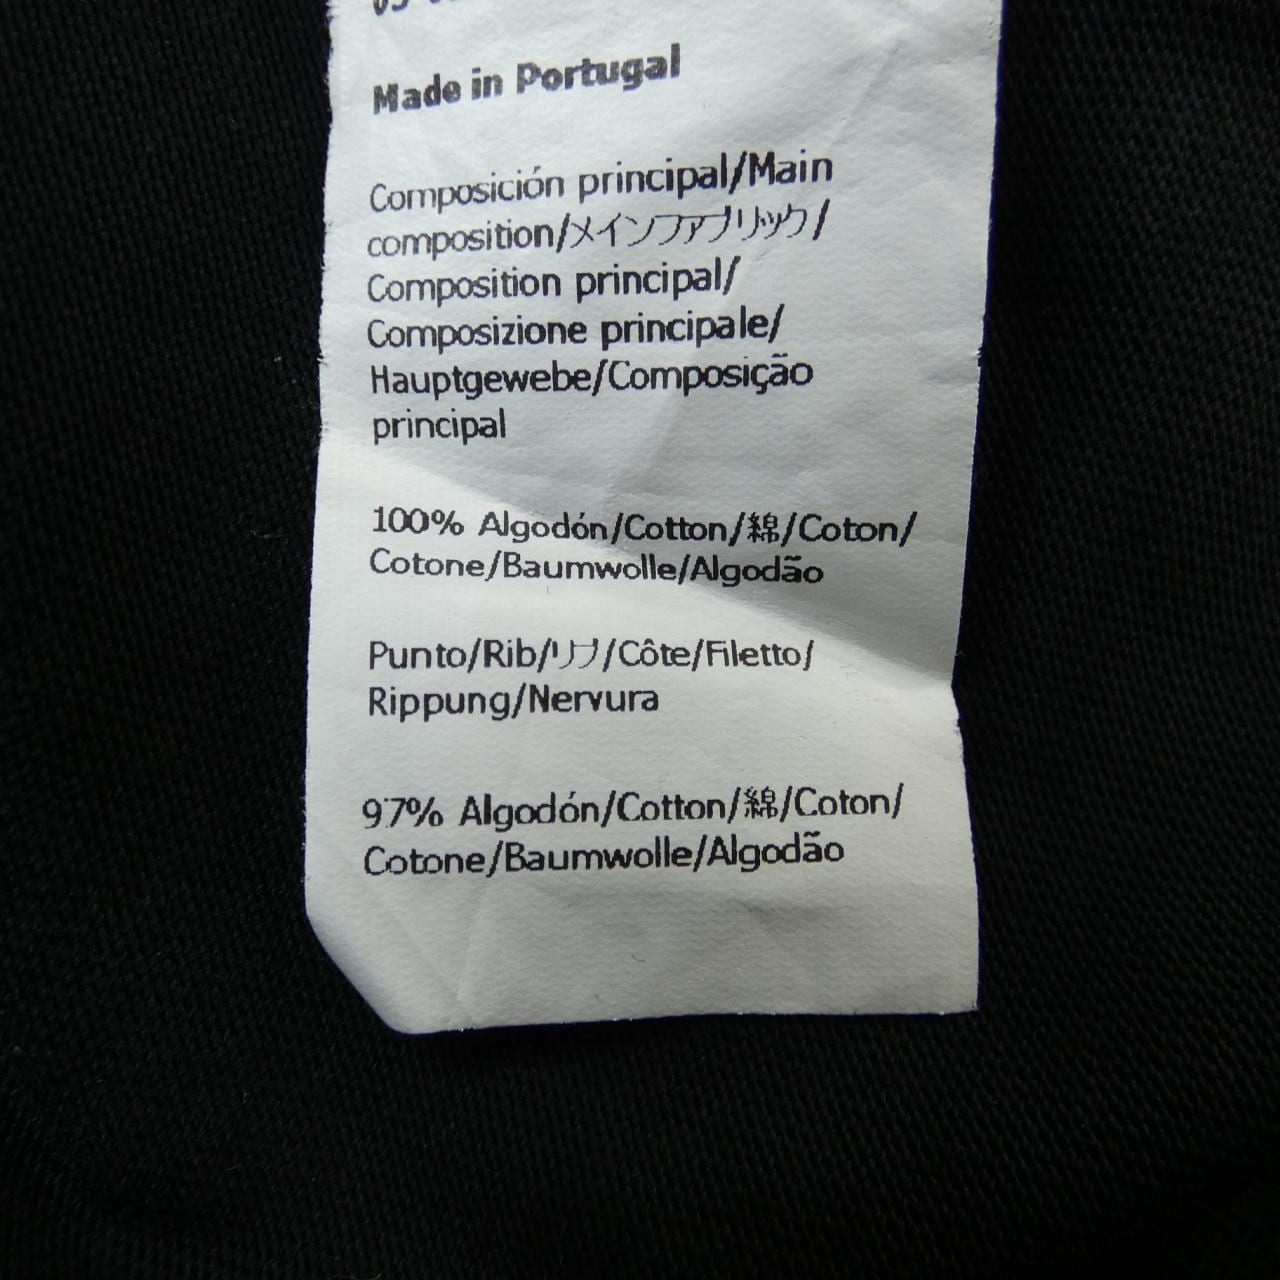 Made in Portugal
Composición principal/Main
composition/メインファブリック/
Composition principal/
Composizione principale/
Hauptgewebe/Composição
principal
100% Algodón/Cotton/綿/Coton/
Cotone/Baumwolle/Algodão
Punto/Rib/リブ/Côte/Filetto/
Rippung/Nervura
97% Algodón/Cotton/綿/Coton/
Cotone/Baumwolle/Algodão